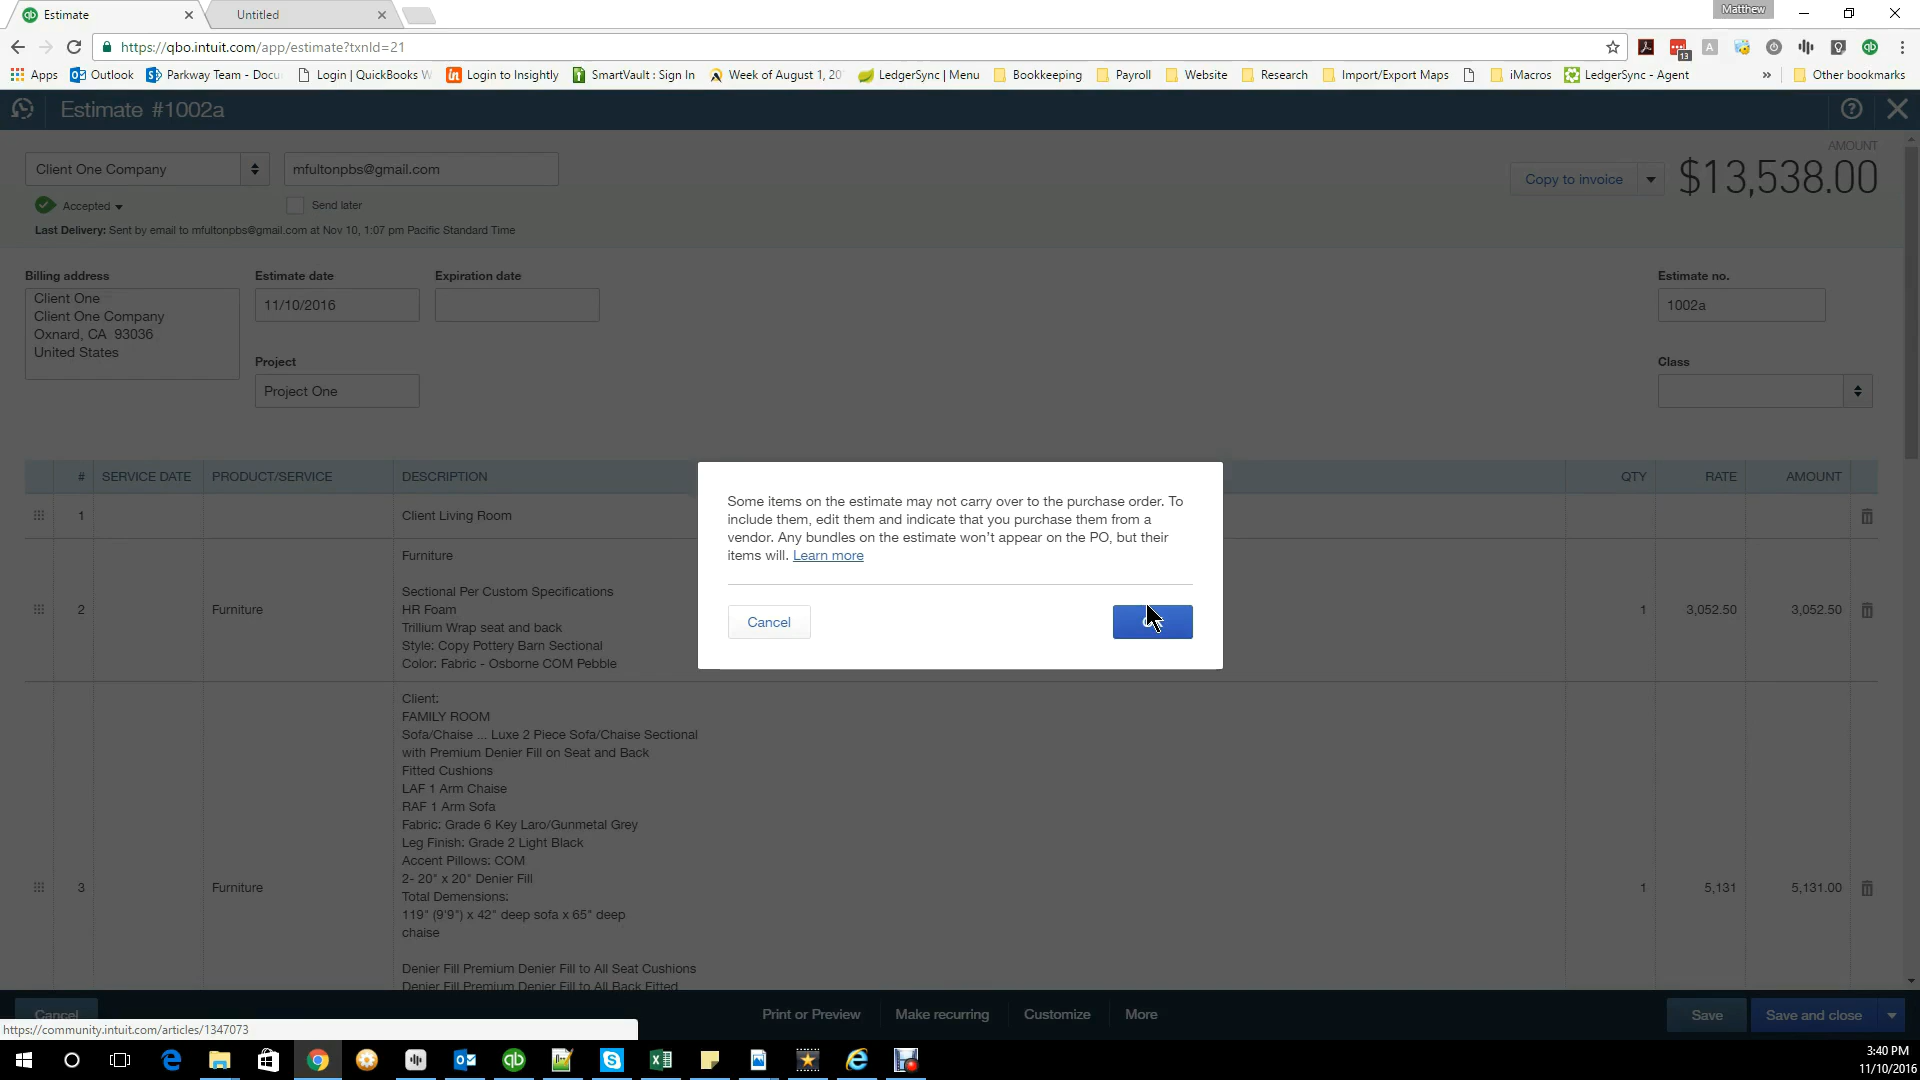 Estimate
Untitled
Matthew
https://qbo.intuit.com/app/estimate?txnId=21
13
A
Apps
Outlook
Parkway Team - Docu
Login | QuickBooks W
Login to Insightly
SmartVault : Sign In
Week of August 1, 20
LedgerSync | Menu
Bookkeeping
Payroll
Website
Research
Import/Export Maps
iMacros
LedgerSync - Agent
»
Other bookmarks
Estimate #1002a
Client One Company
mfultonpbs@gmail.com
Copy to invoice
AMOUNT
$13,538.00
Accepted
Send later
Last Delivery: Sent by email to mfultonpbs@gmail.com at Nov 10, 1:07 pm Pacific Standard Time
Billing address
Estimate date
Expiration date
Estimate no.
Client One
Client One Company
Oxnard, CA 93036
United States
11/10/2016
1002a
Project
Class
Project One
# SERVICE DATE PRODUCT/SERVICE DESCRIPTION QTY RATE AMOUNT
1 Client Living Room
Furniture
Sectional Per Custom Specifications
2 Furniture HR Foam 1 3,052.50 3,052.50
Trillium Wrap seat and back
Style: Copy Pottery Barn Sectional
Color: Fabric - Osborne COM Pebble
Client:
FAMILY ROOM
Sofa/Chaise ... Luxe 2 Piece Sofa/Chaise Sectional
with Premium Denier Fill on Seat and Back
Fitted Cushions
LAF 1 Arm Chaise
RAF 1 Arm Sofa
Fabric: Grade 6 Key Laro/Gunmetal Grey
Leg Finish: Grade 2 Light Black
Accent Pillows: COM
2- 20" x 20" Denier Fill
3 Furniture 1 5,131 5,131.00
Total Demensions:
119" (9'9") x 42" deep sofa x 65" deep
chaise
Denier Fill Premium Denier Fill to All Seat Cushions
Denier Fill Premium Denier Fill to All Back Fitted
Some items on the estimate may not carry over to the purchase order. To
include them, edit them and indicate that you purchase them from a
vendor. Any bundles on the estimate won't appear on the PO, but their
items will. Learn more
Cancel
Cancel
Print or Preview
Make recurring
Customize
More
Save
Save and close
https://community.intuit.com/articles/1347073
3:40 PM
11/10/2016